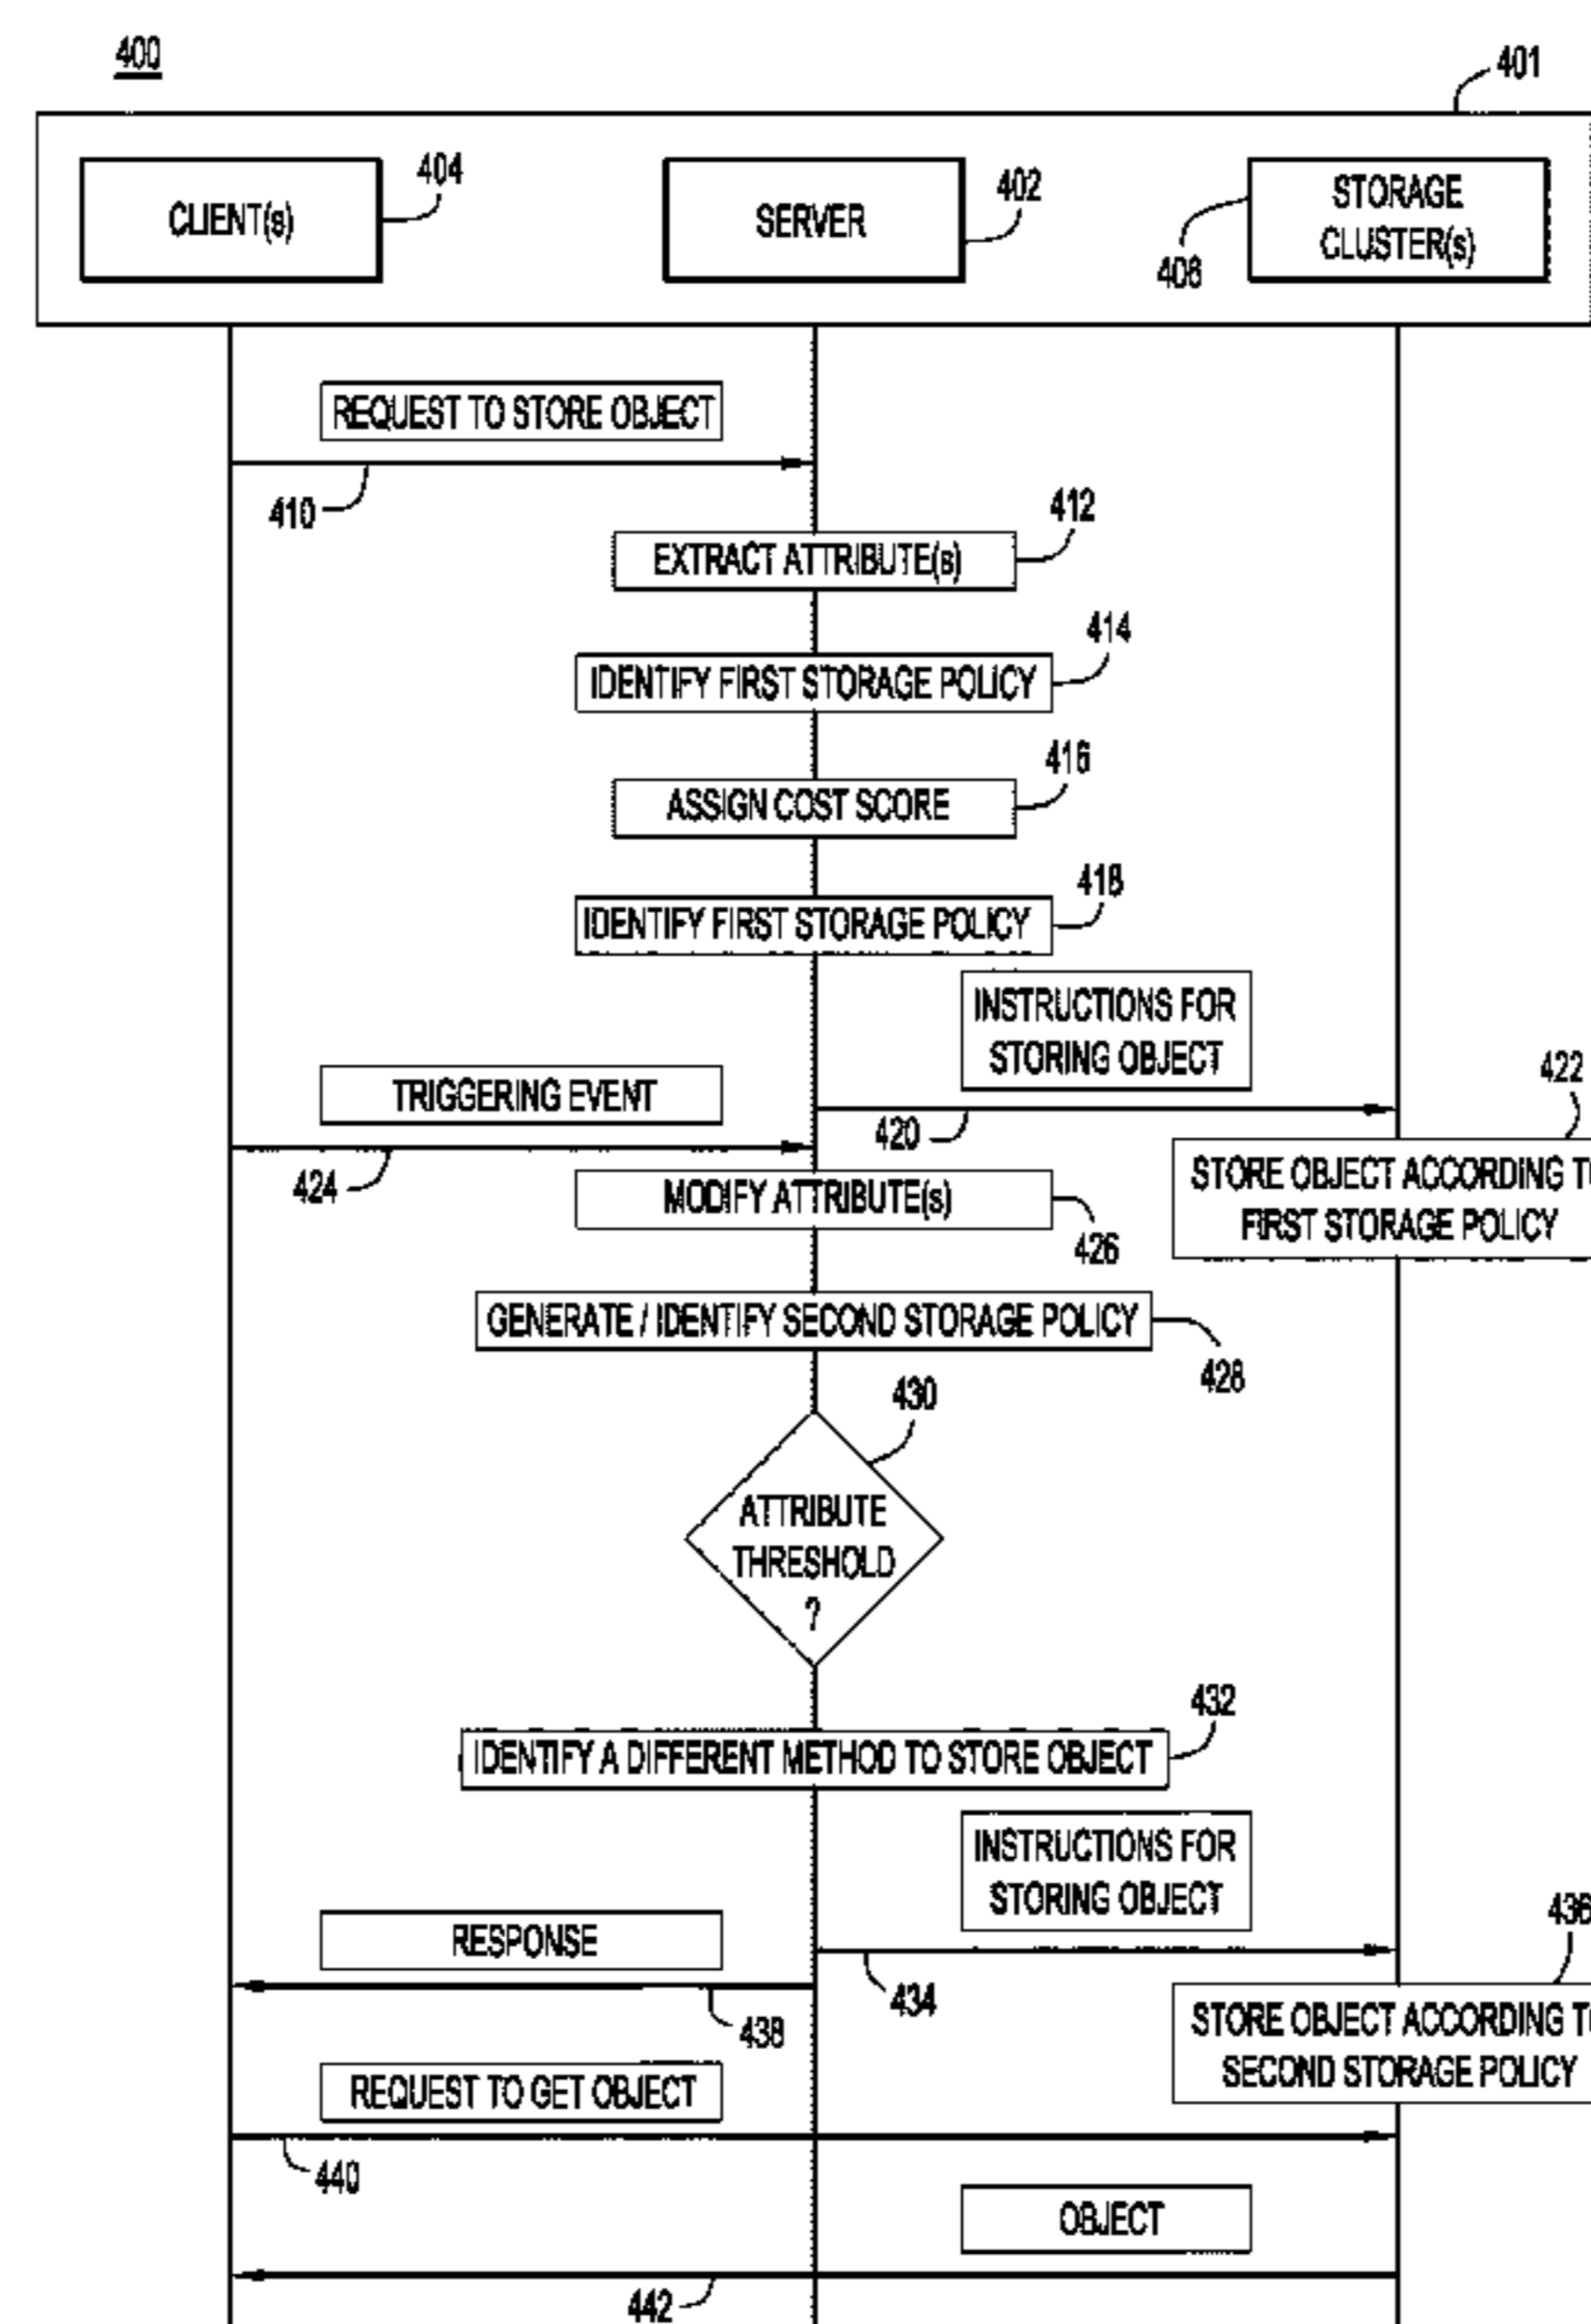 400
401
CLIENT(s)
404
SERVER
402
STORAGE
CLUSTER(s)
408
REQUEST TO STORE OBJECT
410
412
EXTRACT ATTRIBUTE(s)
414
IDENTIFY FIRST STORAGE POLICY
416
ASSIGN COST SCORE
418
IDENTIFY FIRST STORAGE POLICY
INSTRUCTIONS FOR
STORING OBJECT
420
TRIGGERING EVENT
424
422
STORE OBJECT ACCORDING
FIRST STORAGE POLICY
MODIFY ATTRIBUTE(s)
426
GENERATE / IDENTIFY SECOND STORAGE POLICY
428
430
ATTRIBUTE
THRESHOLD
?
432
IDENTIFY A DIFFERENT METHOD TO STORE OBJECT
INSTRUCTIONS FOR
STORING OBJECT
434
RESPONSE
438
436
STORE OBJECT ACCORDING
SECOND STORAGE POLICY
REQUEST TO GET OBJECT
440
OBJECT
442